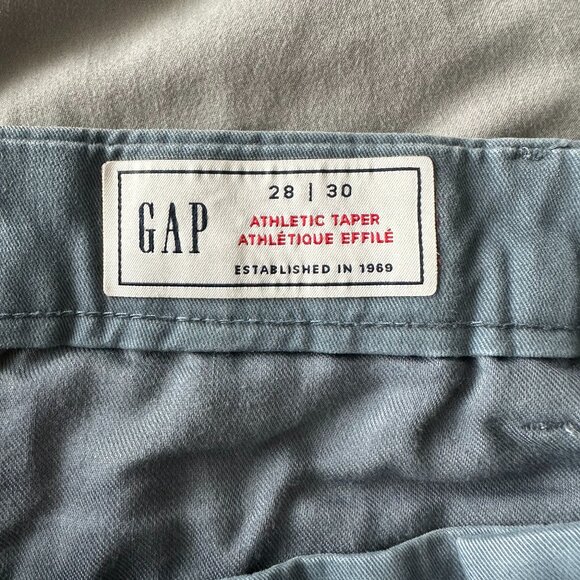 GAP
28 | 30
ATHLETIC TAPER
ATHLÉTIQUE EFFILÉ
ESTABLISHED IN 1969